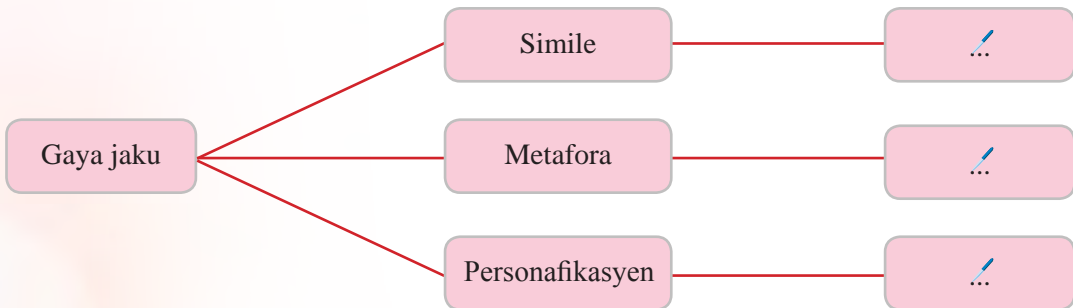 Simile
...
Gaya jaku
Metafora
...
Personafikasyen
...